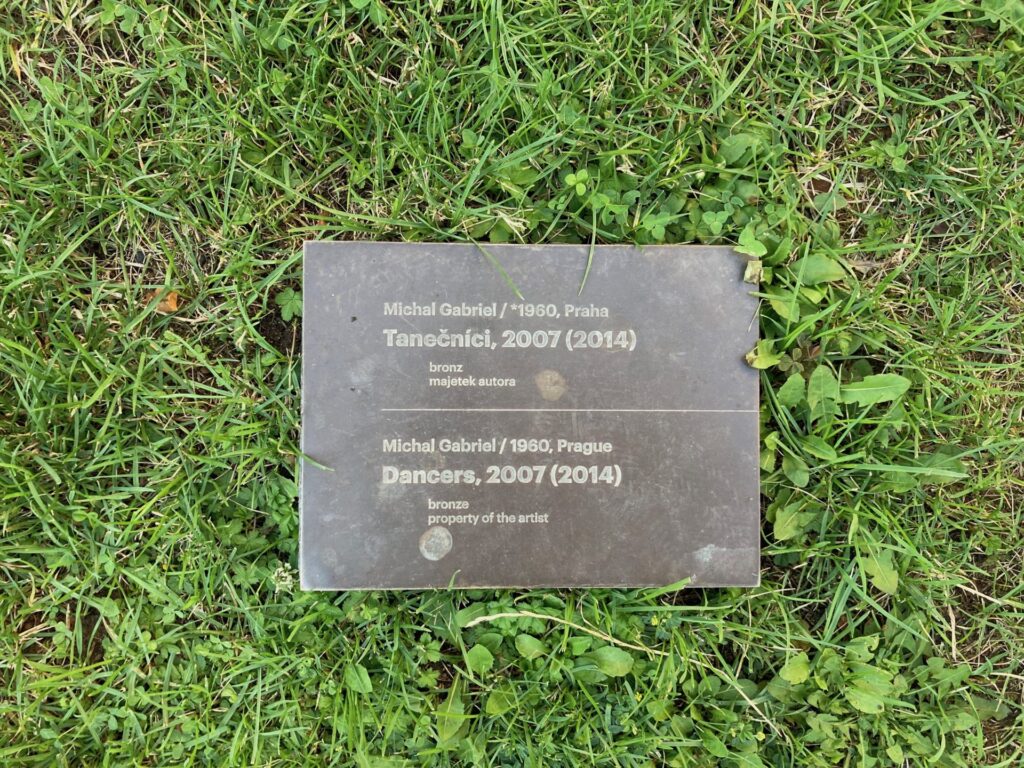 Michal Gabriel / *1960, Praha
Tanečníci, 2007 (2014)
bronz
majetek autora
Michal Gabriel / 1960, Prague
Dancers, 2007 (2014)
bronze
property of the artist